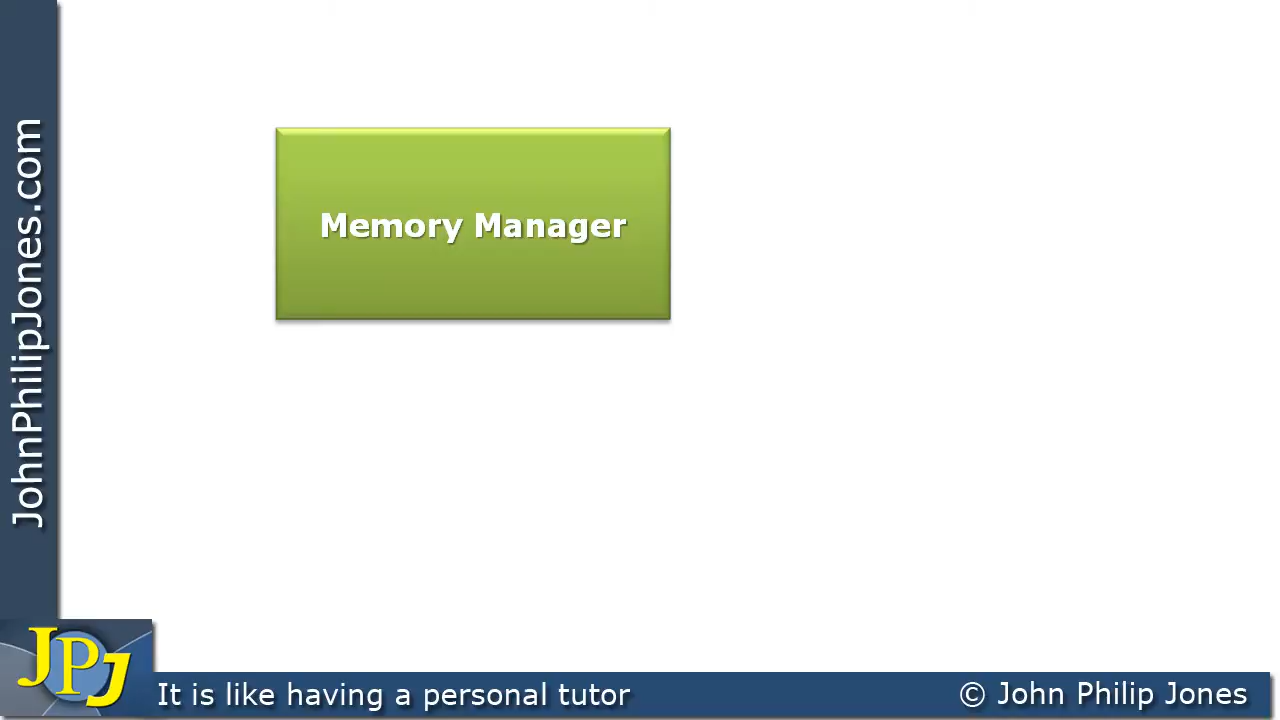 Memory Manager
JohnPhilipJones.com
JPJ
It is like having a personal tutor
© John Philip Jones